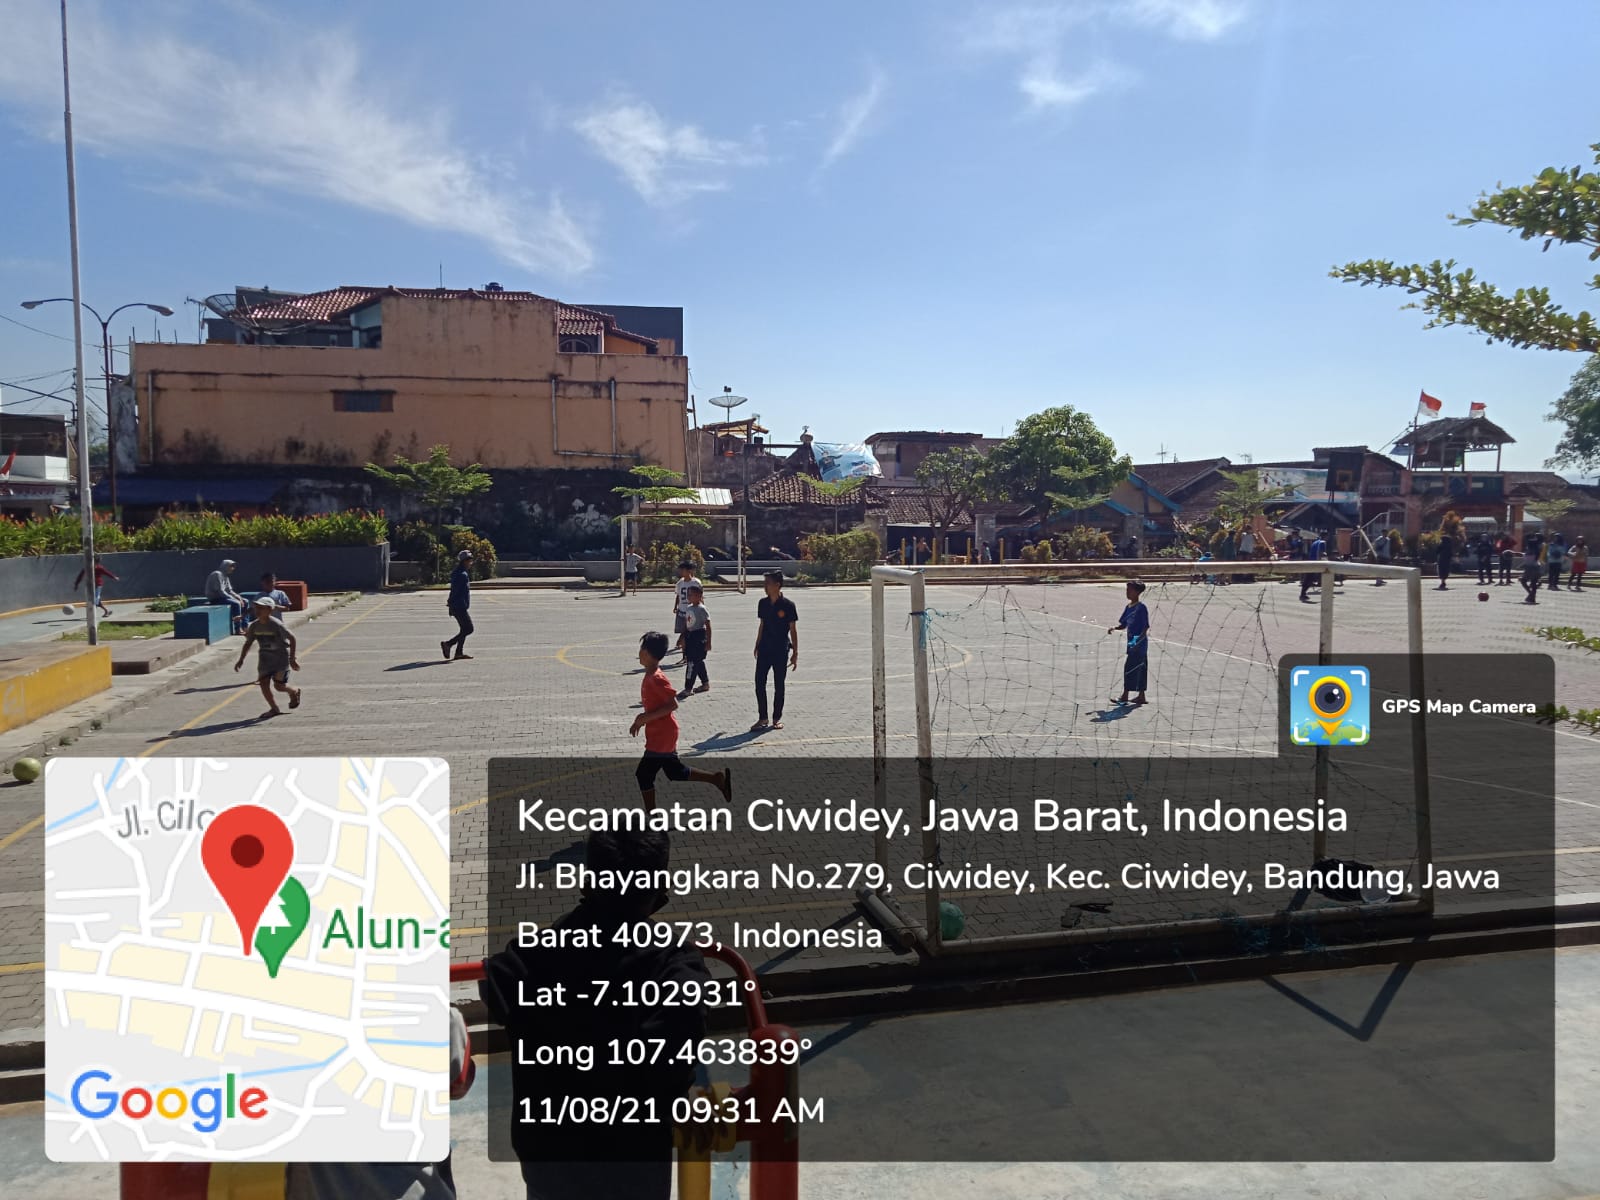 GPS Map Camera
Jl. Cilo
Alun-a
Google
Kecamatan Ciwidey, Jawa Barat, Indonesia
Jl. Bhayangkara No.279, Ciwidey, Kec. Ciwidey, Bandung, Jawa
Barat 40973, Indonesia
Lat -7.102931°
Long 107.463839°
11/08/21 09:31 AM